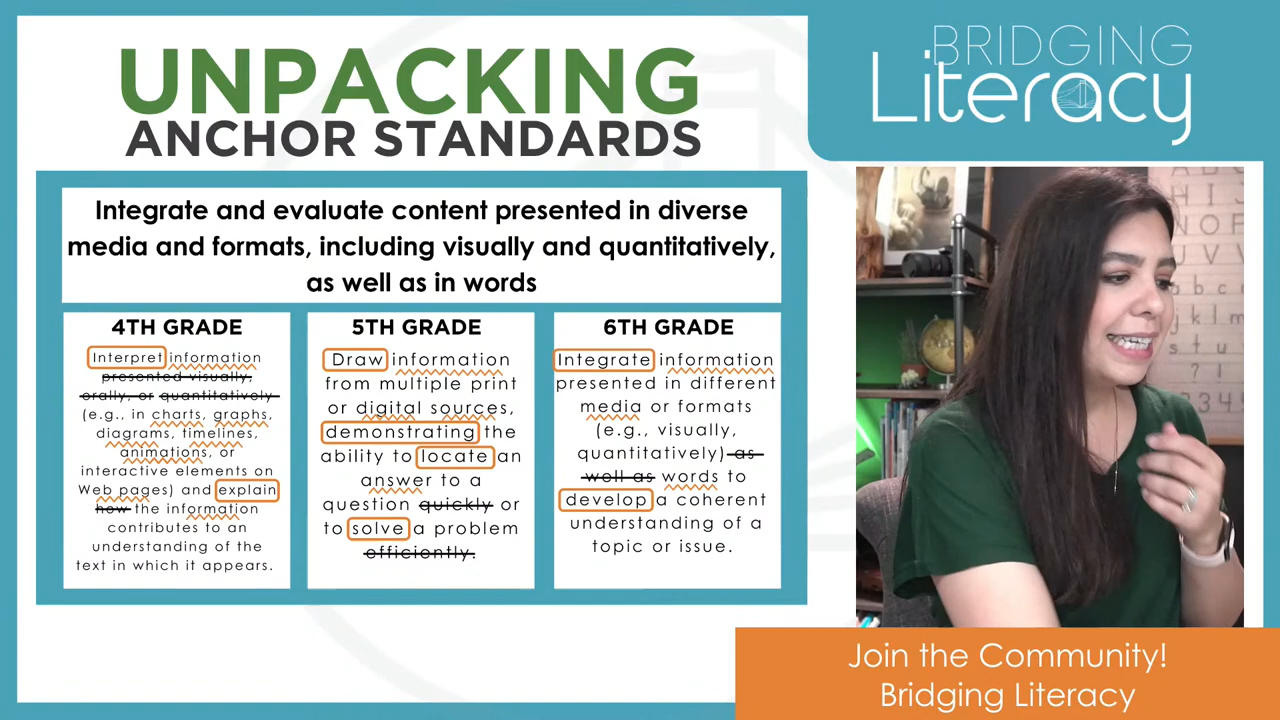 UNPACKING
ANCHOR STANDARDS
BRIDGING
Literacy
Integrate and evaluate content presented in diverse
media and formats, including visually and quantitatively,
as well as in words
4TH GRADE
Interpret information
presented visually,
orally, or quantitatively
(e.g., in charts, graphs,
diagrams, timelines,
animations, or
interactive elements on
Web pages) and explain
how the information
contributes to an
understanding of the
text in which it appears.
5TH GRADE
Draw information
from multiple print
or digital sources,
demonstrating the
ability to locate an
answer to a
question quickly or
to solve a problem
efficiently.
6TH GRADE
Integrate information
presented in different
media or formats
(e.g., visually,
quantitatively) as
well as words to
develop a coherent
understanding of a
topic or issue.
Join the Community!
Bridging Literacy